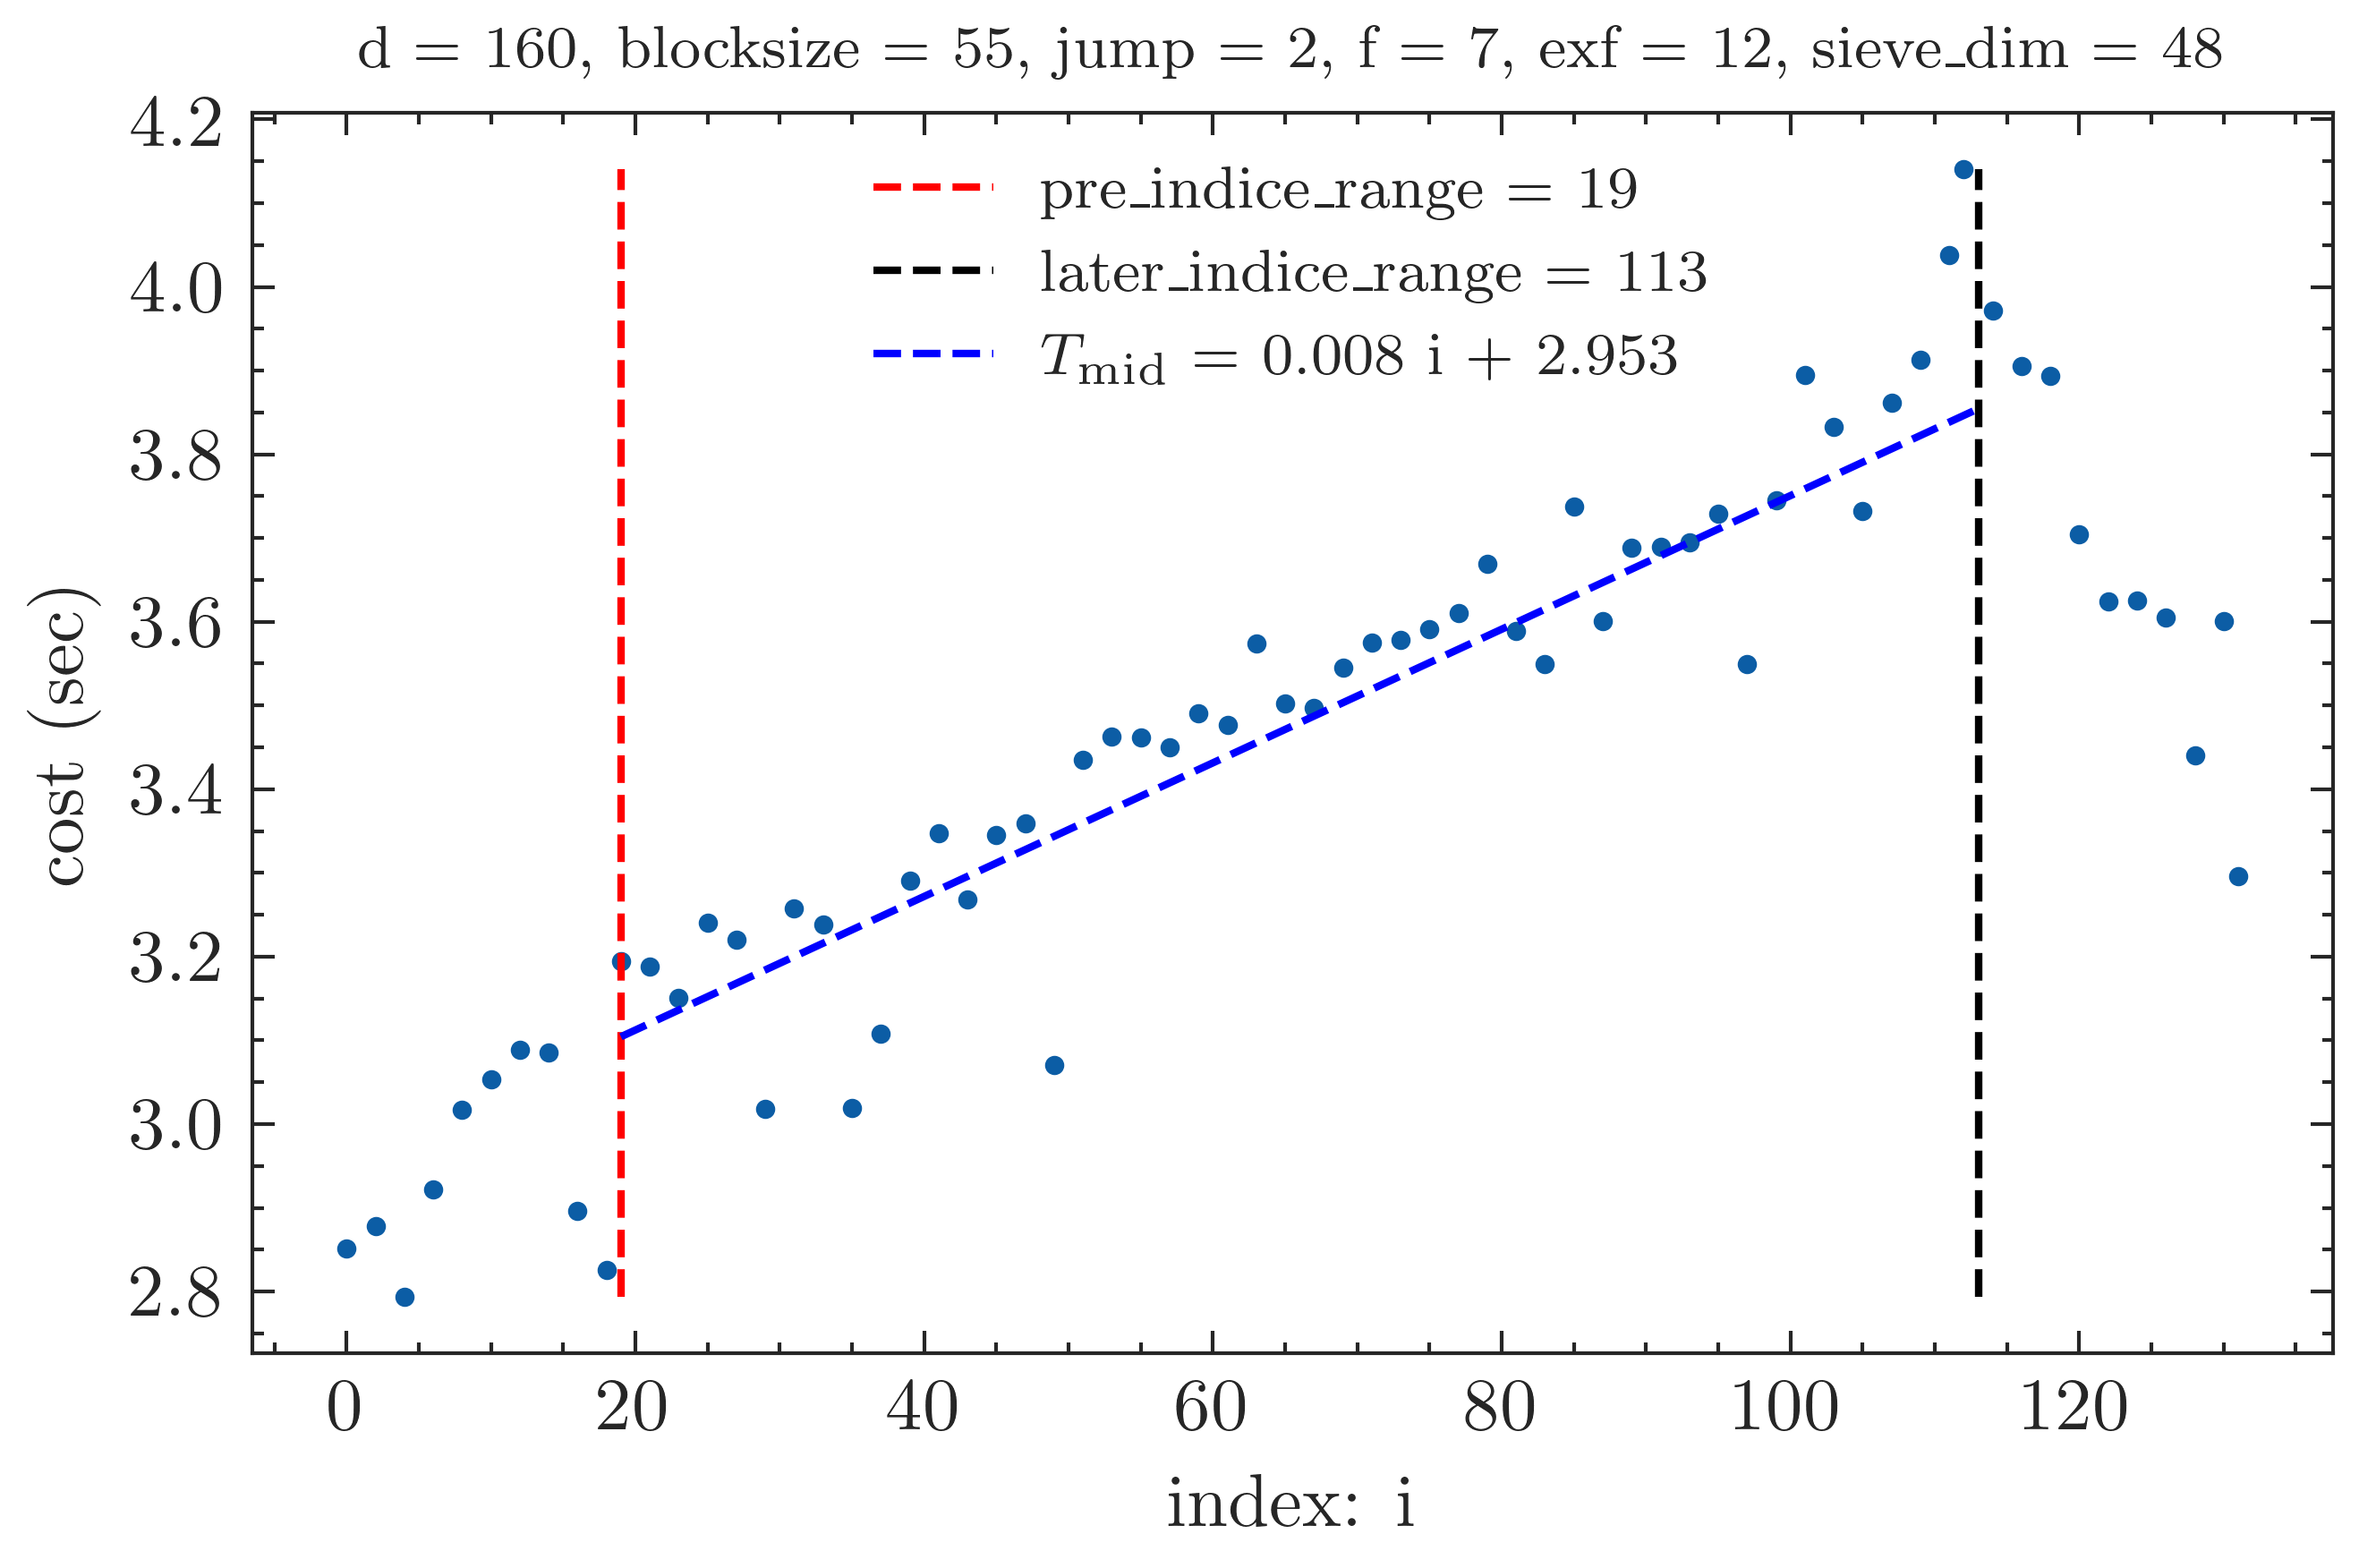 d = 160, blocksize = 55, jump = 2, f = 7, exf = 12, sieve_dim = 48
4.2
4.0
3.8
3.6
3.4
3.2
3.0
2.8
cost (sec)
pre_indice_range = 19
later_indice_range = 113
T_mid = 0.008 i + 2.953
0 20 40 60 80 100 120
index: i